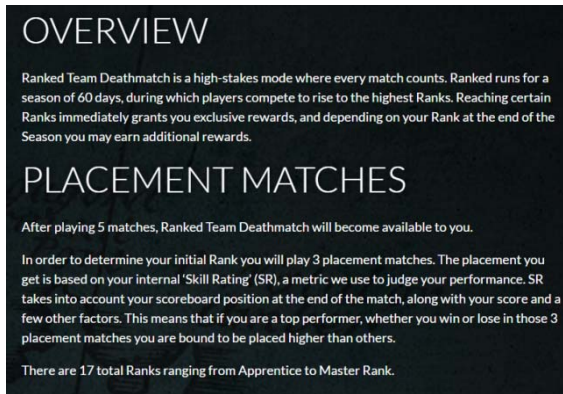 OVERVIEW
Ranked Team Deathmatch is a high-stakes mode where every match counts. Ranked runs for a
season of 60 days, during which players compete to rise to the highest Ranks. Reaching certain
Ranks immediately grants you exclusive rewards, and depending on your Rank at the end of the
Season you may earn additional rewards.
PLACEMENT MATCHES
After playing 5 matches, Ranked Team Deathmatch will become available to you.
In order to determine your initial Rank you will play 3 placement matches. The placement you
get is based on your internal 'Skill Rating' (SR), a metric we use to judge your performance. SR
takes into account your scoreboard position at the end of the match, along with your score and a
few other factors. This means that if you are a top performer, whether you win or lose in those 3
placement matches you are bound to be placed higher than others.
There are 17 total Ranks ranging from Apprentice to Master Rank.